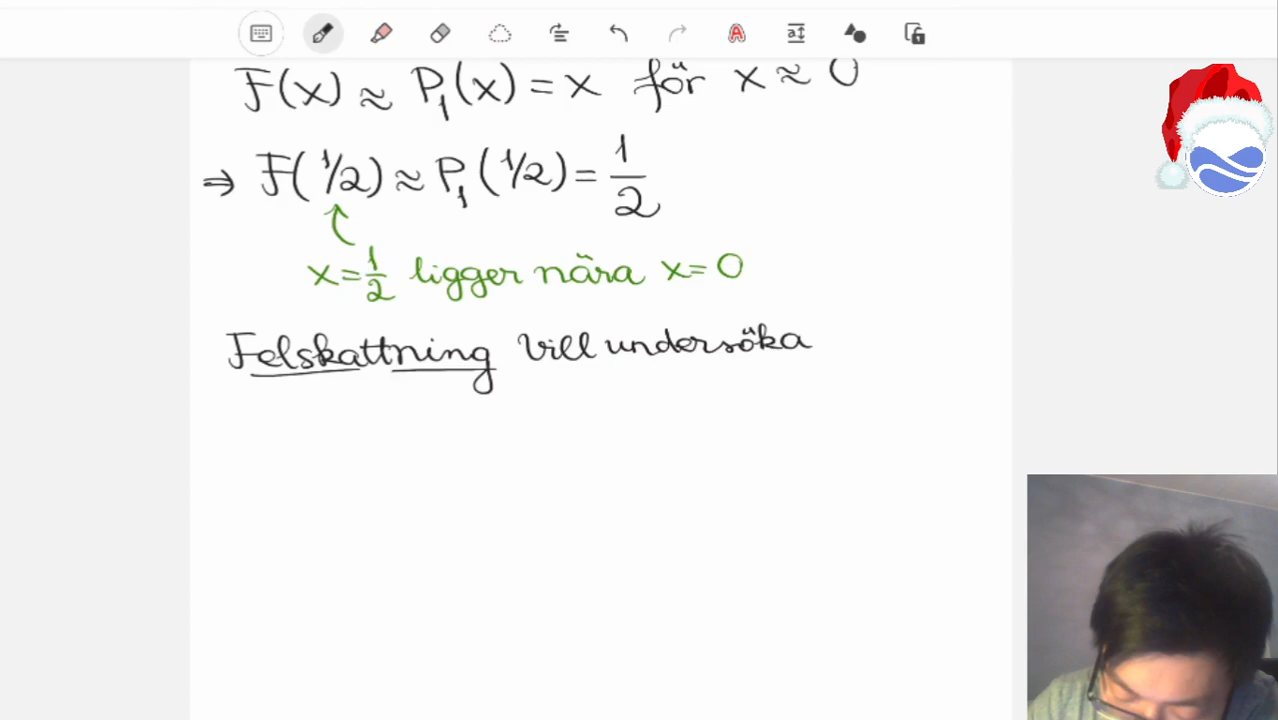 F(x) ≈ P₁(x) = x för x ≈ 0
⇒ F(1/2) ≈ P₁(1/2) = 1/2
x = 1/2 ligger nära x = 0
Felskattning Vill undersöka